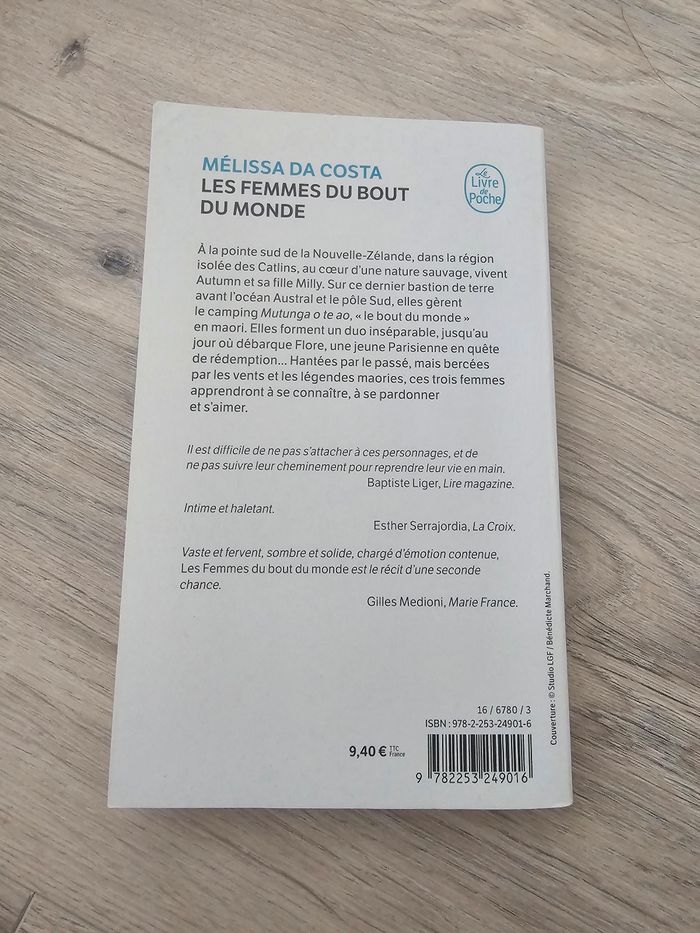 MÉLISSA DA COSTA
LES FEMMES DU BOUT
DU MONDE
Le
Livre
de
Poche
À la pointe sud de la Nouvelle-Zélande, dans la région
isolée des Catlins, au cœur d'une nature sauvage, vivent
Autumn et sa fille Milly. Sur ce dernier bastion de terre
avant l'océan Austral et le pôle Sud, elles gèrent
le camping Mutunga o te ao, « le bout du monde »
en maori. Elles forment un duo inséparable, jusqu'au
jour où débarque Flore, une jeune Parisienne en quête
de rédemption... Hantées par le passé, mais bercées
par les vents et les légendes maories, ces trois femmes
apprendront à se connaître, à se pardonner
et s'aimer.
Il est difficile de ne pas s'attacher à ces personnages, et de
ne pas suivre leur cheminement pour reprendre leur vie en main.
Baptiste Liger, Lire magazine.
Intime et haletant.
Esther Serrajordia, La Croix.
Vaste et fervent, sombre et solide, chargé d'émotion contenue,
Les Femmes du bout du monde est le récit d'une seconde
chance.
Gilles Medioni, Marie France.
Couverture : © Studio LGF / Bénédicte Marchand.
16 / 6780 / 3
ISBN : 978-2-253-24901-6
9,40 € TTC
France
9 782253 249016